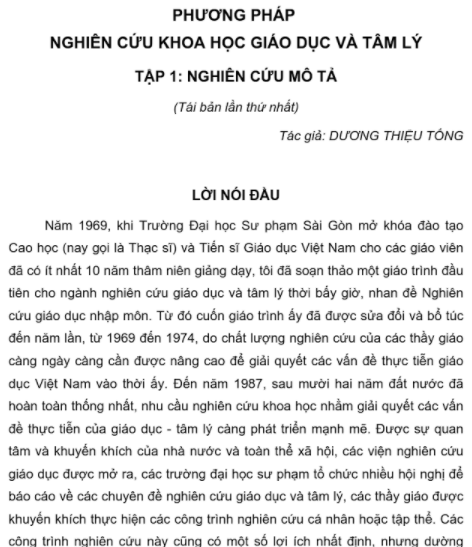 PHƯƠNG PHÁP
NGHIÊN CỨU KHOA HỌC GIÁO DỤC VÀ TÂM LÝ
TẬP 1: NGHIÊN CỨU MÔ TẢ
(Tái bản lần thứ nhất)
Tác giả: DƯƠNG THIỆU TỐNG
LỜI NÓI ĐẦU
Năm 1969, khi Trường Đại học Sư phạm Sài Gòn mở khóa đào tạo
Cao học (nay gọi là Thạc sĩ) và Tiến sĩ Giáo dục Việt Nam cho các giáo viên
đã có ít nhất 10 năm thâm niên giảng dạy, tôi đã soạn thảo một giáo trình đầu
tiên cho ngành nghiên cứu giáo dục và tâm lý thời bấy giờ, nhan đề Nghiên
cứu giáo dục nhập môn. Từ đó cuốn giáo trình ấy đã được sửa đổi và bổ túc
đến năm lần, từ 1969 đến 1974, do chất lượng nghiên cứu của các thầy giáo
càng ngày càng cần được nâng cao để giải quyết các vấn đề thực tiễn giáo
dục Việt Nam vào thời ấy. Đến năm 1987, sau mười hai năm đất nước đã
hoàn toàn thống nhất, nhu cầu nghiên cứu khoa học nhằm giải quyết các vấn
đề thực tiễn của giáo dục - tâm lý càng phát triển mạnh mẽ. Được sự quan
tâm và khuyến khích của nhà nước và toàn thể xã hội, các viện nghiên cứu
giáo dục được mở ra, các trường đại học sư phạm tổ chức nhiều hội nghị để
báo cáo về các chuyên đề nghiên cứu giáo dục và tâm lý, các thầy giáo được
khuyến khích thực hiện các công trình nghiên cứu cá nhân hoặc tập thể. Các
công trình nghiên cứu này cũng có một số lợi ích nhất định, nhưng dường